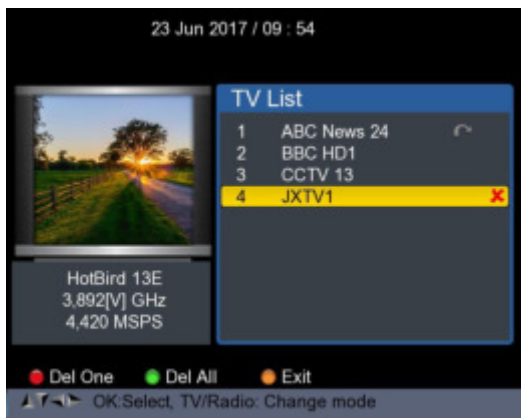 23 Jun 2017 / 09 : 54
TV List
1 ABC News 24
2 BBC HD1
3 CCTV 13
4 JXTV1
HotBird 13E
3,892[V] GHz
4,420 MSPS
Del One Del All Exit
OK:Select, TV/Radio: Change mode